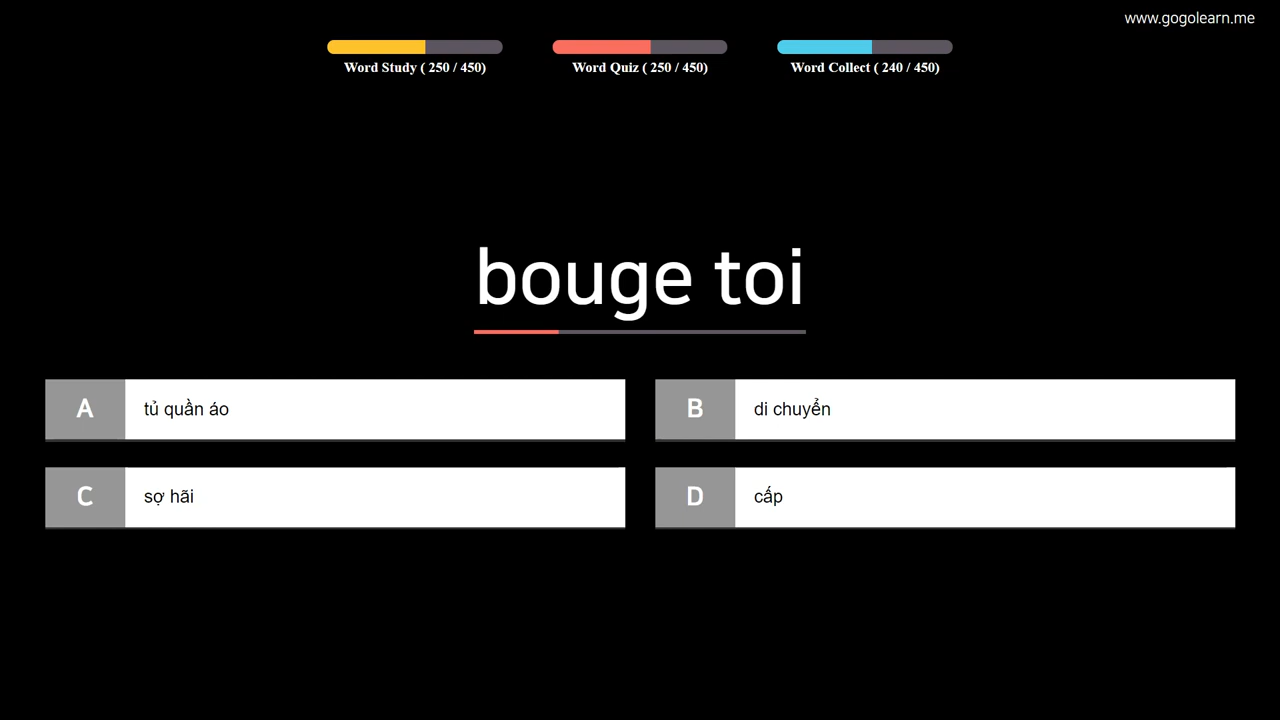 www.gogolearn.me
Word Study ( 250 / 450)
Word Quiz ( 250 / 450)
Word Collect ( 240 / 450)
bouge toi
A tủ quần áo
B di chuyển
C sợ hãi
D cấp